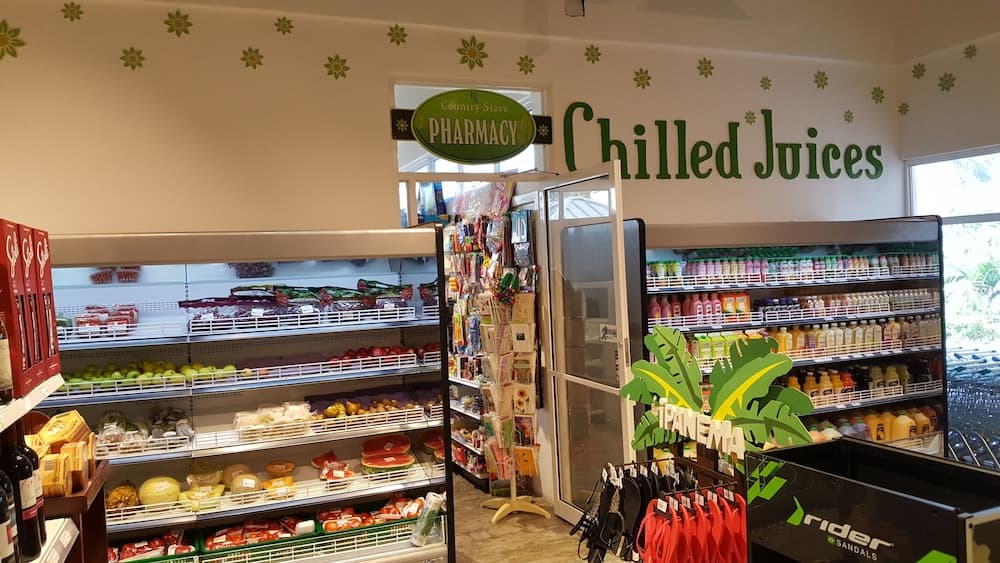 Country Store
PHARMACY
Chilled Juices
iPANEMA
rider
SANDALS